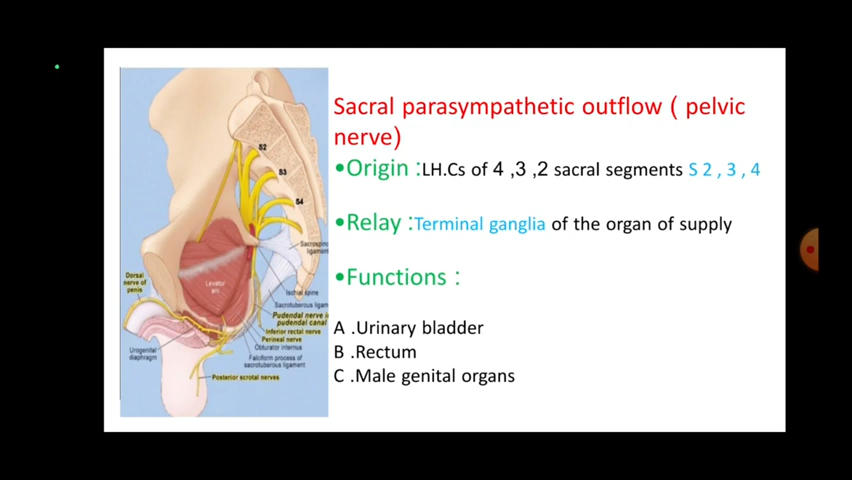 Sacral parasympathetic outflow ( pelvic
nerve)
•Origin :LH.Cs of 4 ,3 ,2 sacral segments S 2 , 3 , 4
•Relay :Terminal ganglia of the organ of supply
•Functions :
A .Urinary bladder
B .Rectum
C .Male genital organs
S2
S3
S4
Sacrospino
ligament
Levator
ani
Ischial spine
Sacrotuberous ligam
Dorsal
nerve of
penis
Pudendal nerve in
pudendal canal
Inferior rectal nerve
Perineal nerve
Obturator internus
Falciform process of
sacrotuberous ligament
Urogenital
diaphragm
Posterior scrotal nerves